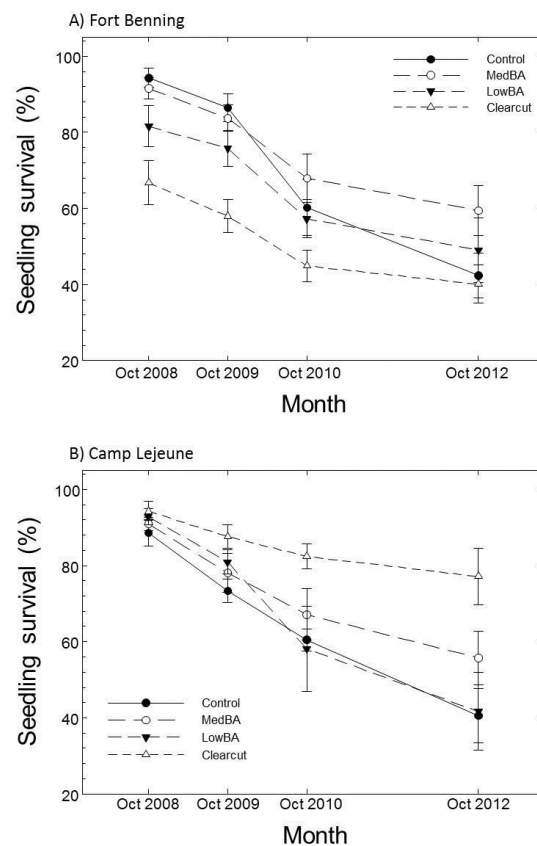 A) Fort Benning
Seedling survival (%)
100
80
60
40
20
Control
MedBA
LowBA
Clearcut
Oct 2008 Oct 2009 Oct 2010 Oct 2012
Month
B) Camp Lejeune
Seedling survival (%)
100
80
60
40
20
Control
MedBA
LowBA
Clearcut
Oct 2008 Oct 2009 Oct 2010 Oct 2012
Month